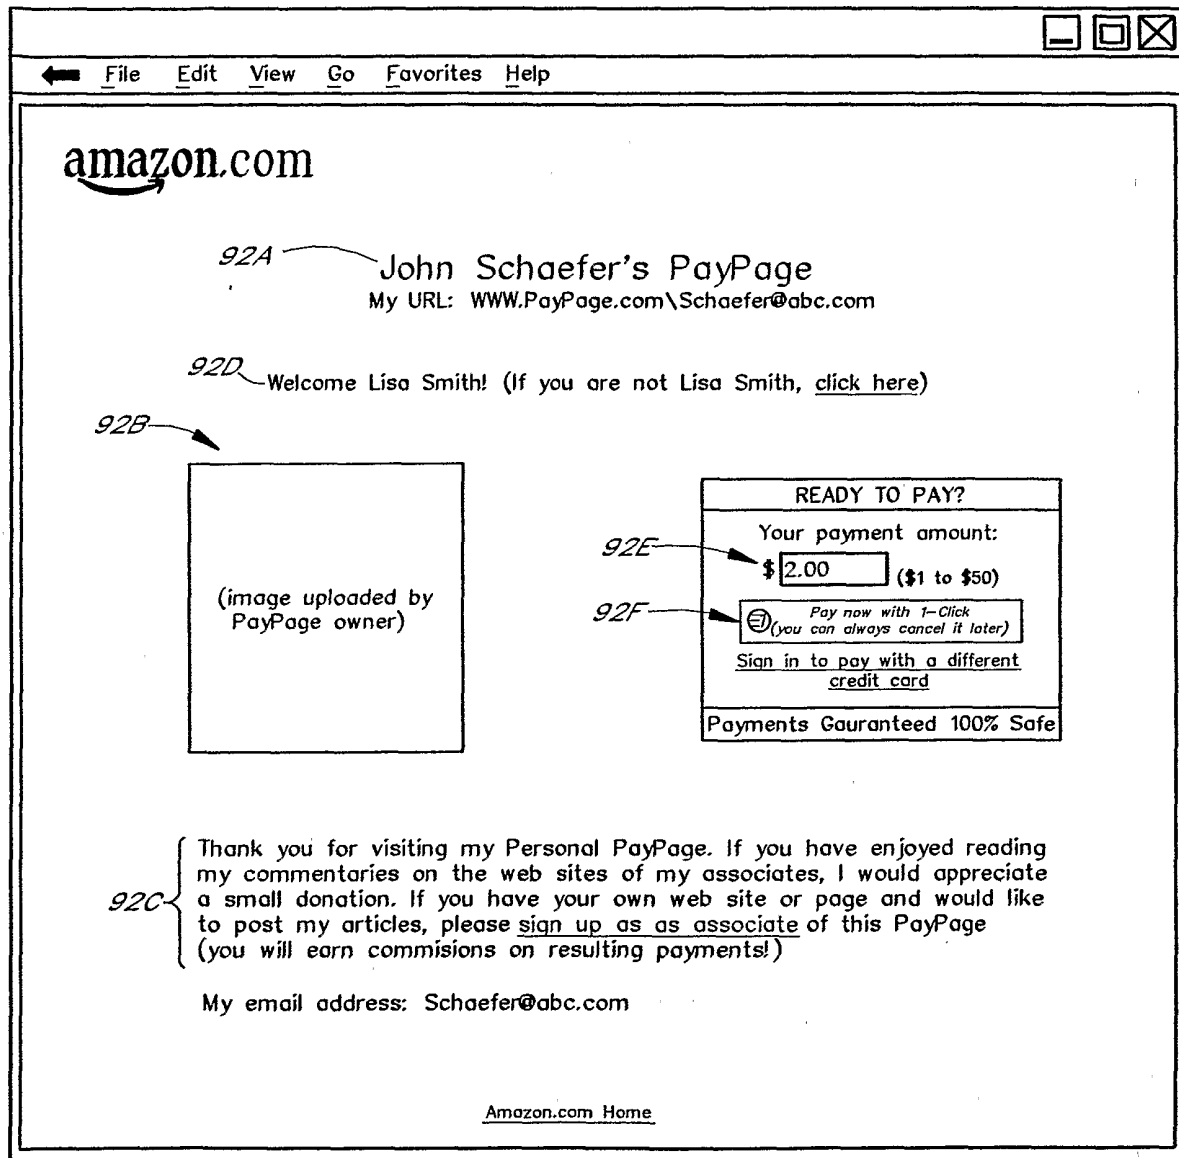 File Edit View Go Favorites Help
amazon.com
92A
John Schaefer's PayPage
My URL: WWW.PayPage.com\Schaefer@abc.com
92D
Welcome Lisa Smith! (If you are not Lisa Smith, click here)
92B
(image uploaded by
PayPage owner)
READY TO PAY?
Your payment amount:
92E
$ 2.00 ($1 to $50)
92F
Pay now with 1-Click
(you can always cancel it later)
Sign in to pay with a different
credit card
Payments Gauranteed 100% Safe
92C
Thank you for visiting my Personal PayPage. If you have enjoyed reading
my commentaries on the web sites of my associates, I would appreciate
a small donation. If you have your own web site or page and would like
to post my articles, please sign up as as associate of this PayPage
(you will earn commisions on resulting payments!)
My email address: Schaefer@abc.com
Amazon.com Home